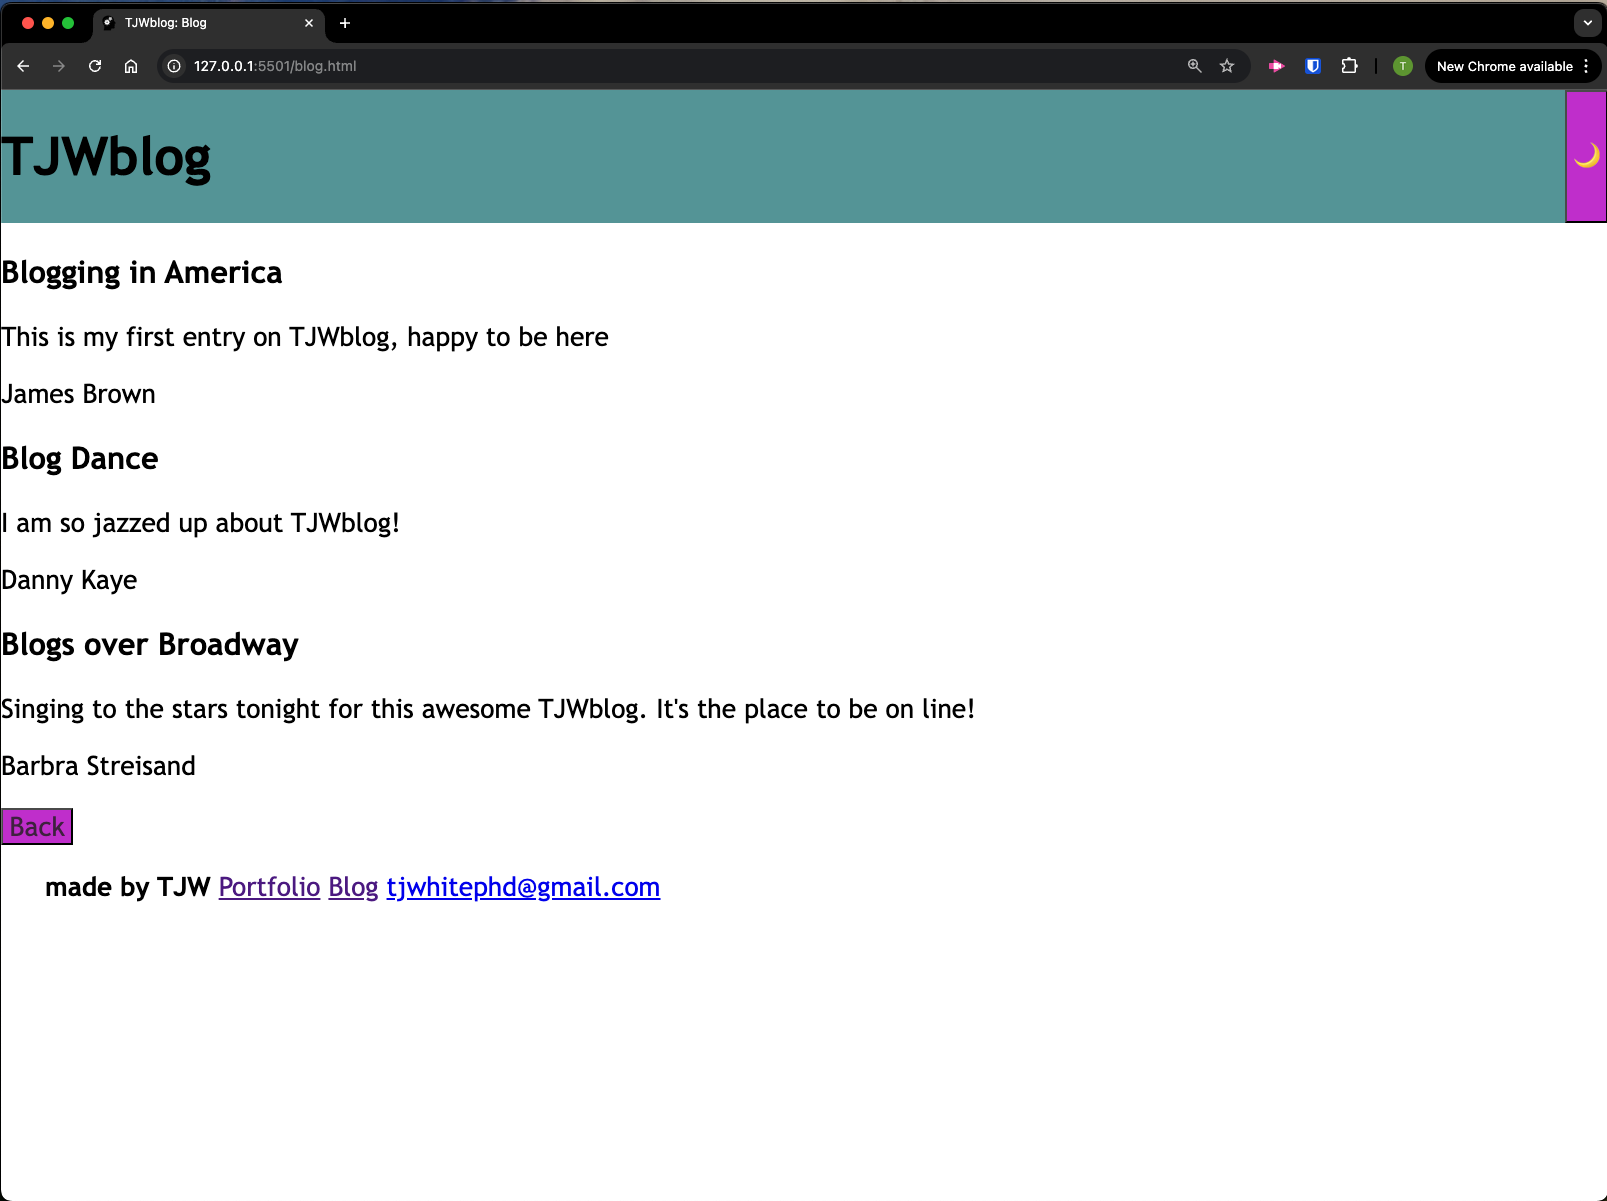 TJWblog: Blog
127.0.0.1:5501/blog.html
T
New Chrome available
TJWblog
Blogging in America
This is my first entry on TJWblog, happy to be here
James Brown
Blog Dance
I am so jazzed up about TJWblog!
Danny Kaye
Blogs over Broadway
Singing to the stars tonight for this awesome TJWblog. It's the place to be on line!
Barbra Streisand
Back
made by TJW Portfolio Blog tjwhitephd@gmail.com